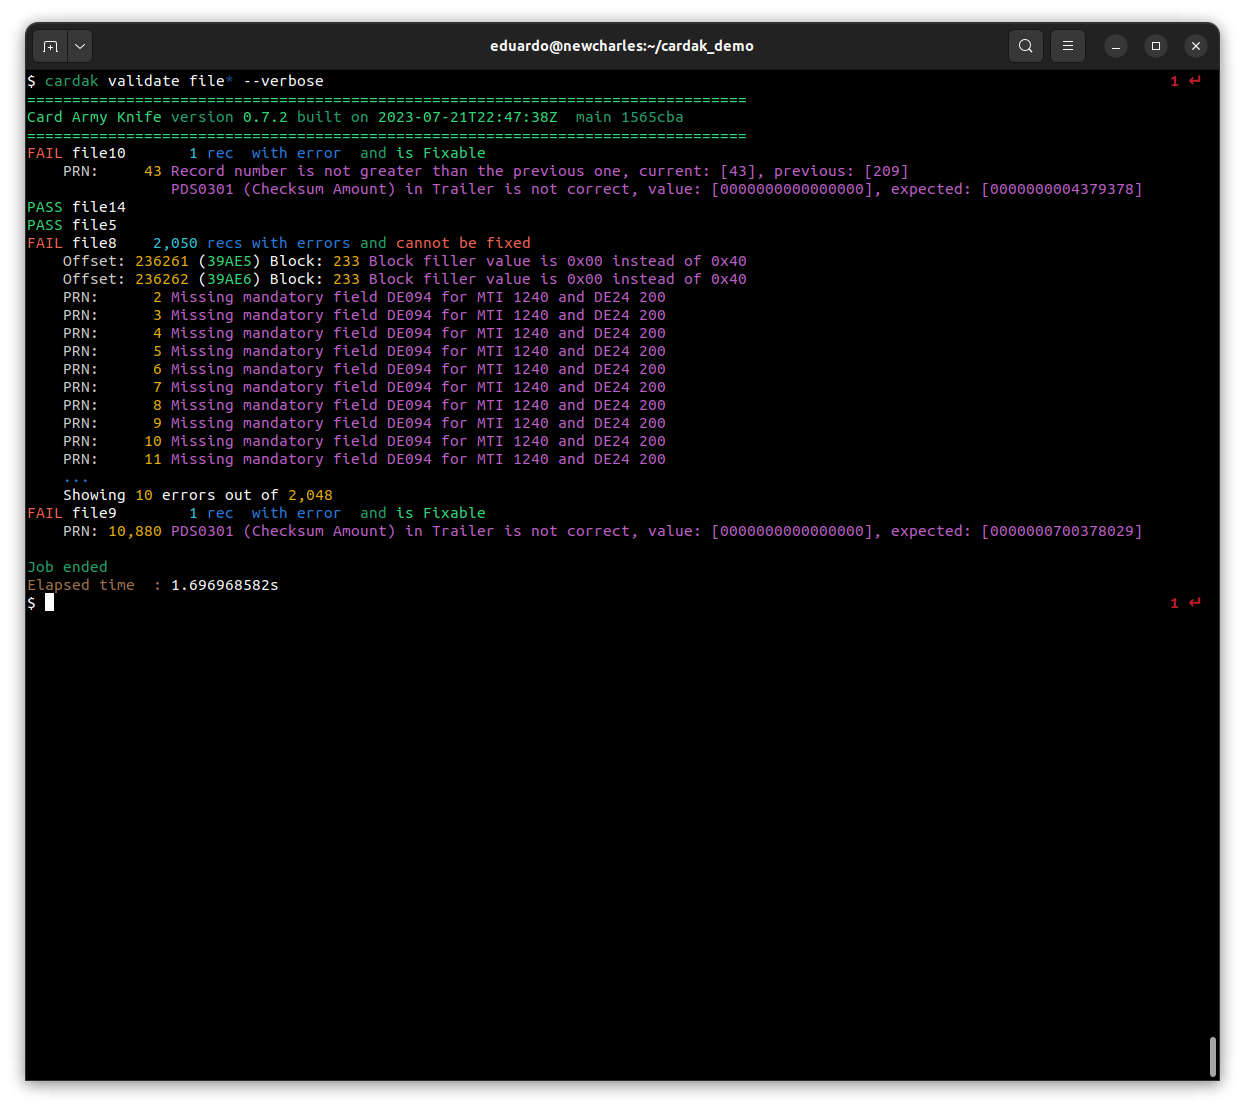 eduardo@newcharles:~/cardak_demo
$ cardak validate file* --verbose 1 ↵
================================================================================
Card Army Knife version 0.7.2 built on 2023-07-21T22:47:38Z  main 1565cba
================================================================================
FAIL file10       1 rec  with error  and is Fixable
    PRN:     43 Record number is not greater than the previous one, current: [43], previous: [209]
                PDS0301 (Checksum Amount) in Trailer is not correct, value: [0000000000000000], expected: [0000000004379378]
PASS file14
PASS file5
FAIL file8    2,050 recs with errors and cannot be fixed
    Offset: 236261 (39AE5) Block: 233 Block filler value is 0x00 instead of 0x40
    Offset: 236262 (39AE6) Block: 233 Block filler value is 0x00 instead of 0x40
    PRN:      2 Missing mandatory field DE094 for MTI 1240 and DE24 200
    PRN:      3 Missing mandatory field DE094 for MTI 1240 and DE24 200
    PRN:      4 Missing mandatory field DE094 for MTI 1240 and DE24 200
    PRN:      5 Missing mandatory field DE094 for MTI 1240 and DE24 200
    PRN:      6 Missing mandatory field DE094 for MTI 1240 and DE24 200
    PRN:      7 Missing mandatory field DE094 for MTI 1240 and DE24 200
    PRN:      8 Missing mandatory field DE094 for MTI 1240 and DE24 200
    PRN:      9 Missing mandatory field DE094 for MTI 1240 and DE24 200
    PRN:     10 Missing mandatory field DE094 for MTI 1240 and DE24 200
    PRN:     11 Missing mandatory field DE094 for MTI 1240 and DE24 200
    ...
    Showing 10 errors out of 2,048
FAIL file9        1 rec  with error  and is Fixable
    PRN: 10,880 PDS0301 (Checksum Amount) in Trailer is not correct, value: [0000000000000000], expected: [0000000700378029]
Job ended
Elapsed time  : 1.696968582s
$ 1 ↵